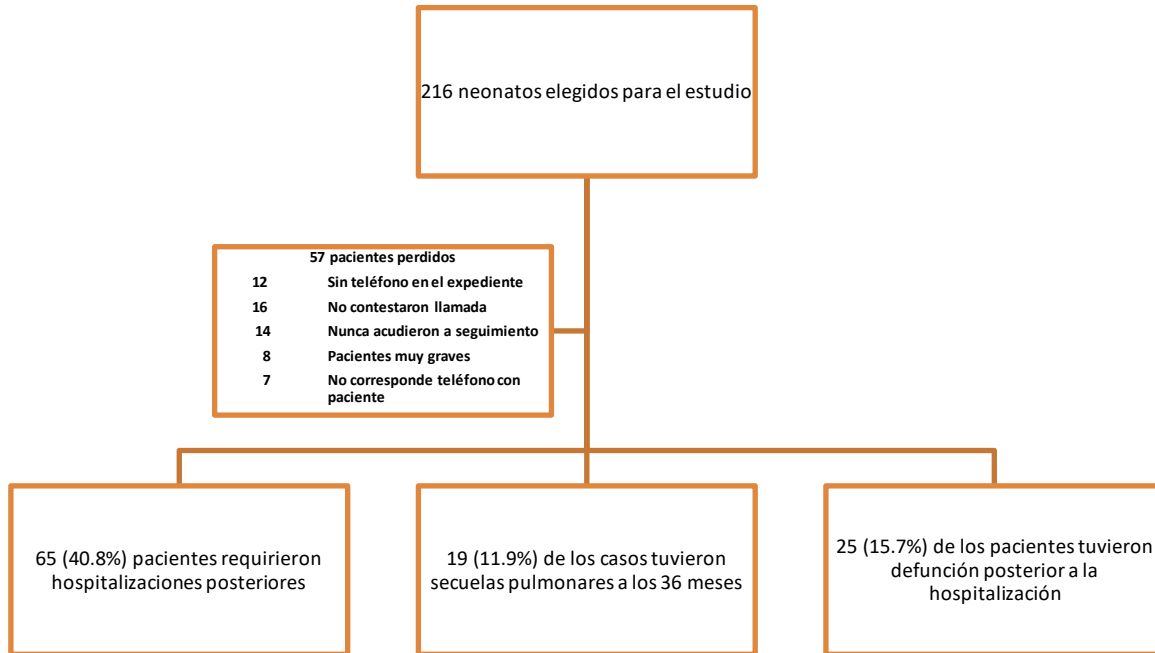 216 neonatos elegidos para el estudio
57 pacientes perdidos
12 Sin teléfono en el expediente
16 No contestaron llamada
14 Nunca acudieron a seguimiento
8 Pacientes muy graves
7 No corresponde teléfono con
paciente
65 (40.8%) pacientes requirieron
hospitalizaciones posteriores
19 (11.9%) de los casos tuvieron
secuelas pulmonares a los 36 meses
25 (15.7%) de los pacientes tuvieron
defunción posterior a la
hospitalización